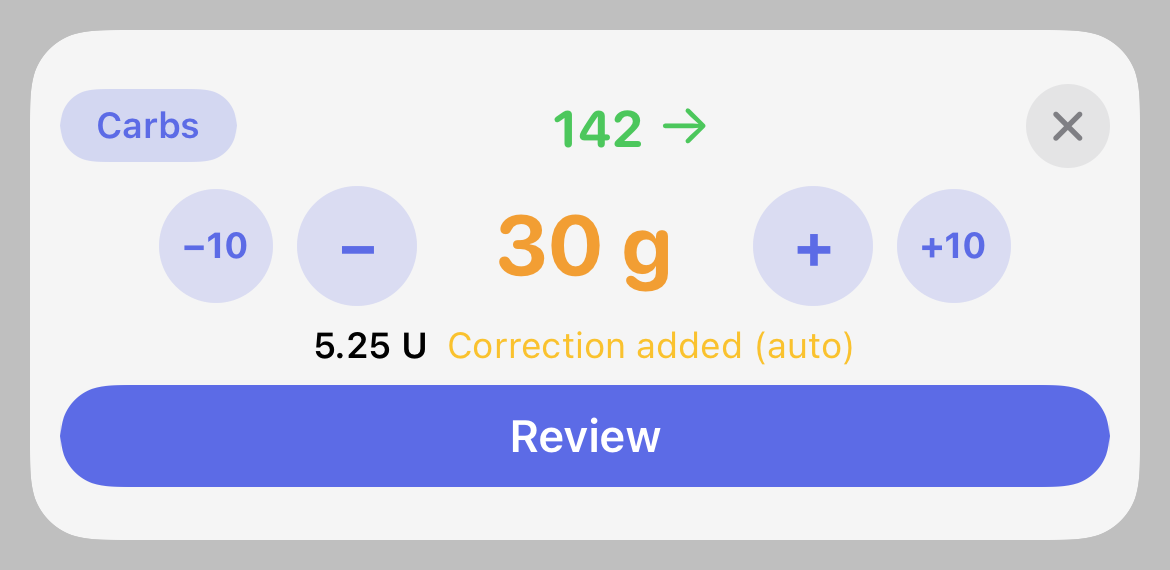 Carbs 142 →
−10 − 30 g + +10
5.25 U Correction added (auto)
Review